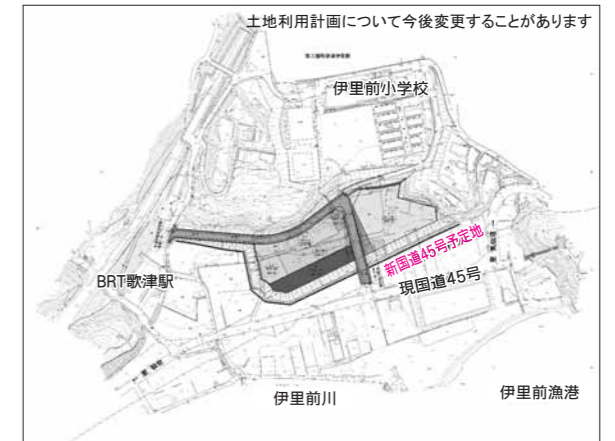 土地利用計画について今後変更することがあります
伊里前小学校
BRT歌津駅
新国道45号予定地
現国道45号
伊里前川
伊里前漁港